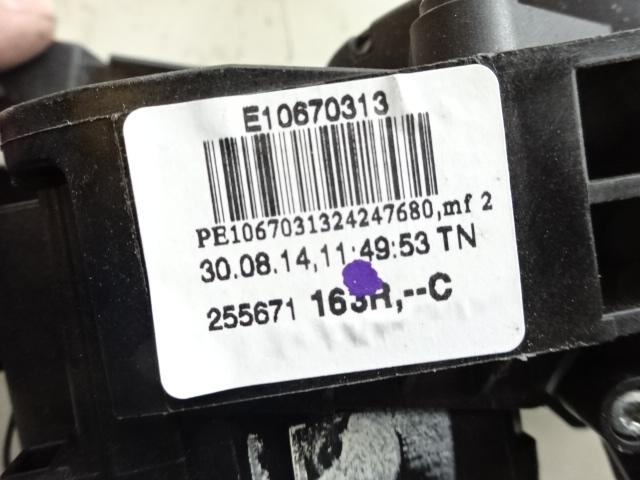 E10670313
PE1067031324247680,mf 2
30.08.14,11:49:53 TN
255671 163R,--C